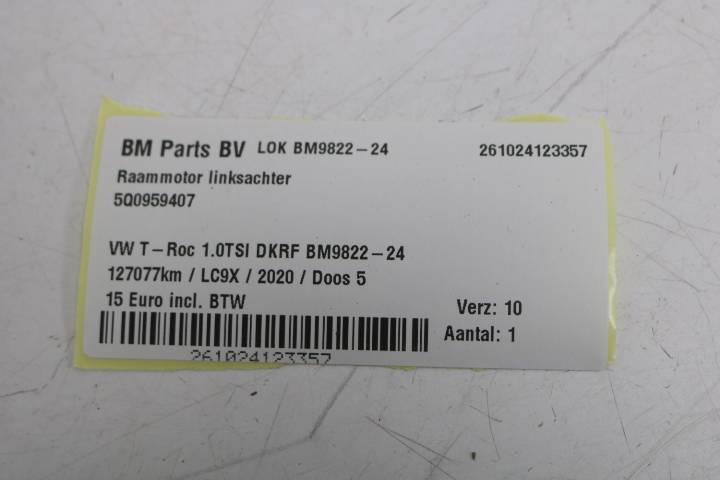 BM Parts BV LOK BM9822-24 261024123357
Raammotor linksachter
5Q0959407
VW T-Roc 1.0TSI DKRF BM9822-24
127077km / LC9X / 2020 / Doos 5
15 Euro incl. BTW
Verz: 10
Aantal: 1
261024123357